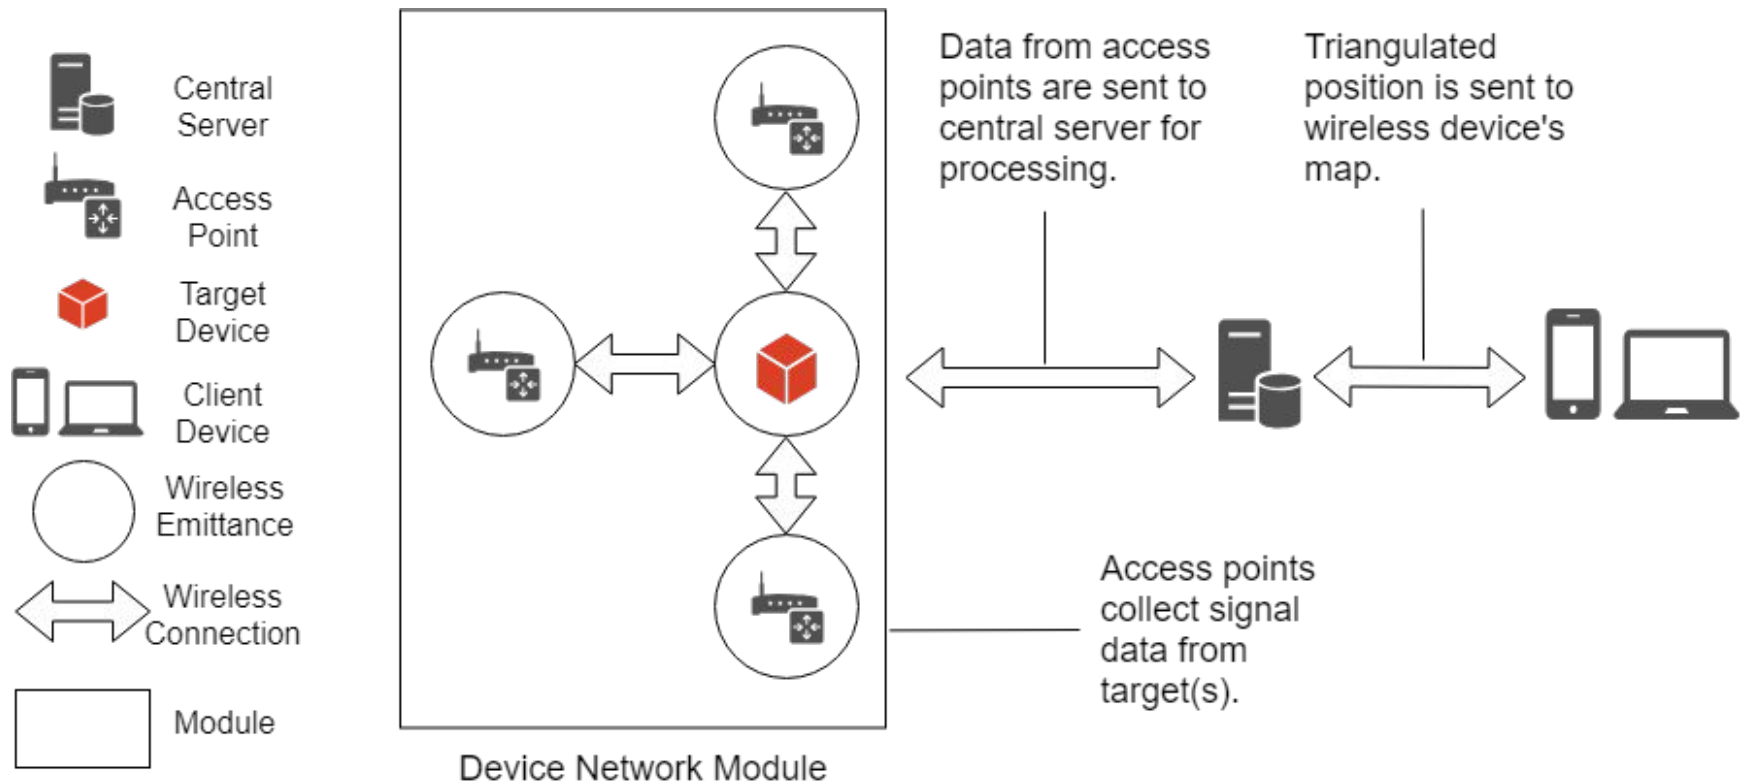 Central
Server
Access
Point
Target
Device
Client
Device
Wireless
Emittance
Wireless
Connection
Module
Device Network Module
Data from access
points are sent to
central server for
processing.
Triangulated
position is sent to
wireless device's
map.
Access points
collect signal
data from
target(s).